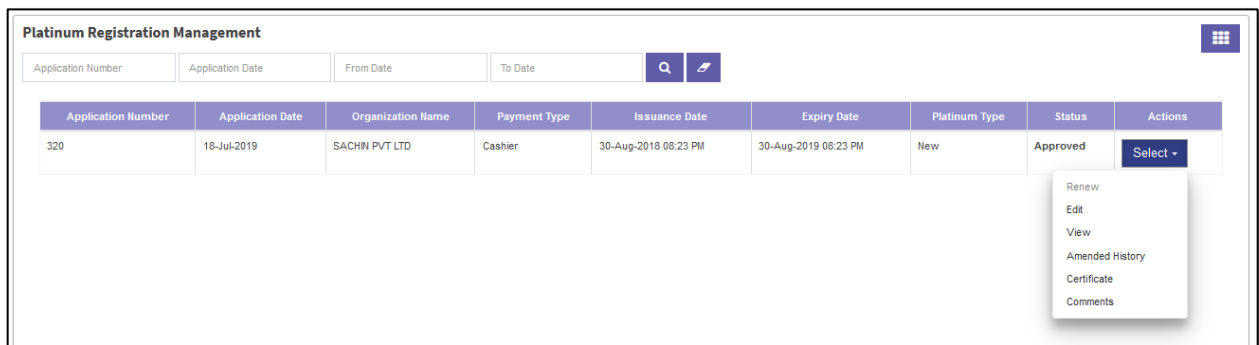 Platinum Registration Management
Application Number Application Date From Date To Date
Application Number Application Date Organization Name Payment Type Issuance Date Expiry Date Platinum Type Status Actions
320 18-Jul-2019 SACHIN PVT LTD Cashier 30-Aug-2018 08:23 PM 30-Aug-2019 08:23 PM New Approved Select
Renew
Edit
View
Amended History
Certificate
Comments